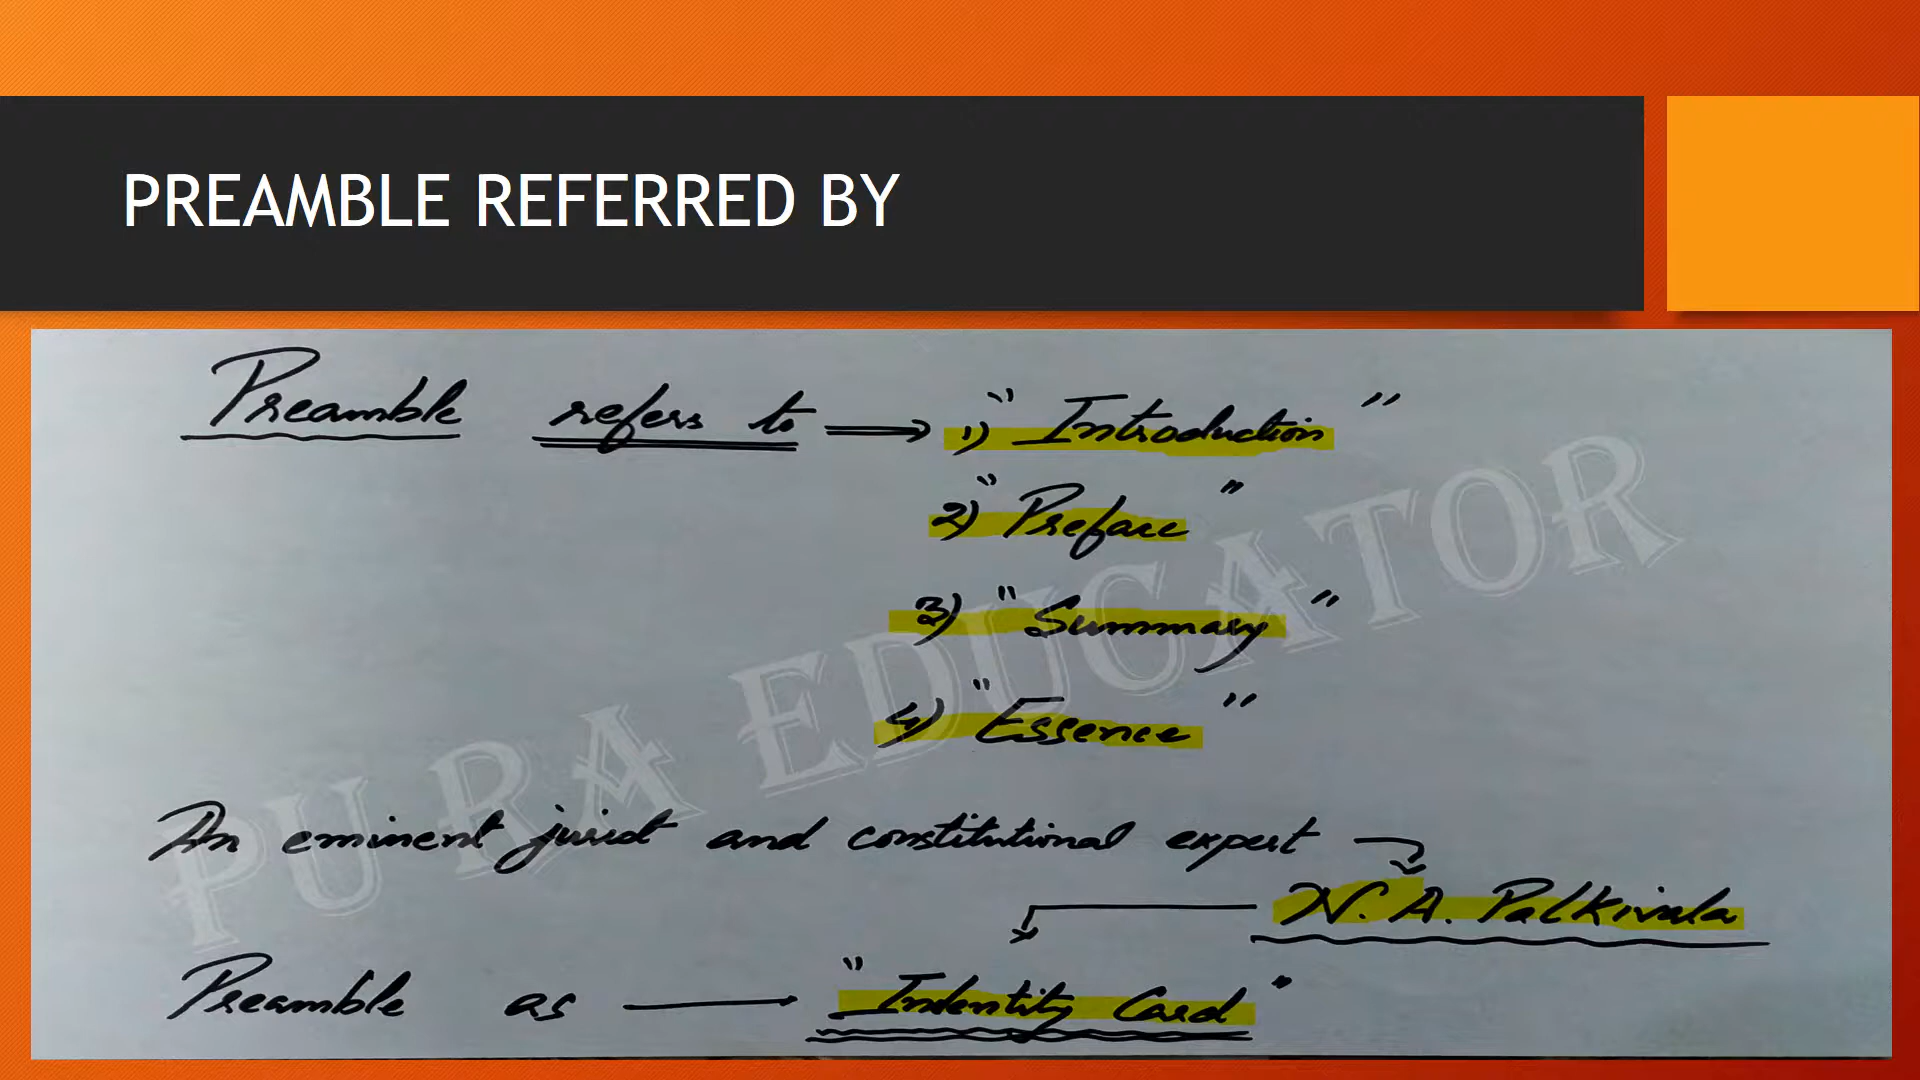 PREAMBLE REFERRED BY
Preamble refers to → 1) "Introduction"
2) "Preface"
3) "Summary"
4) "Essence"
An eminent jurist and constitutional expert →
N. A. Palkivala
Preamble as → "Indentity Card"
PURA EDUCATOR